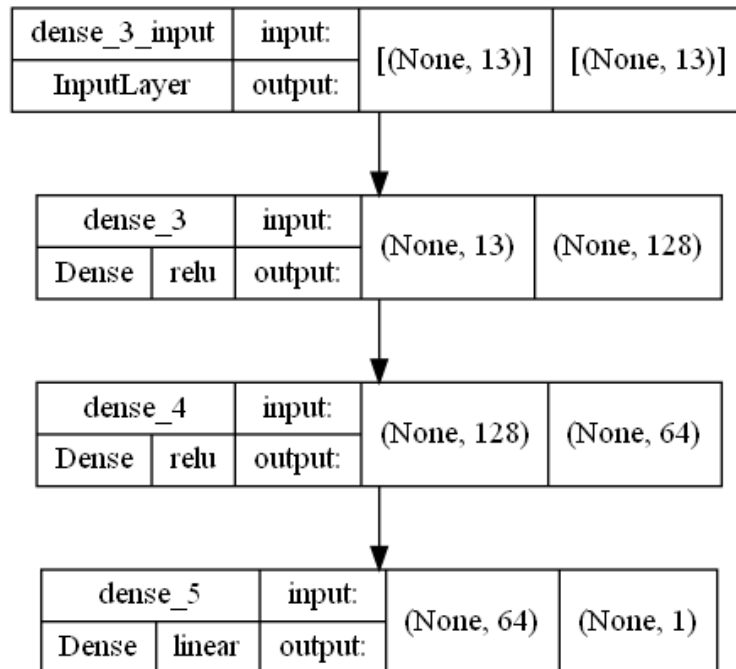 dense_3_input input: [(None, 13)] [(None, 13)]
InputLayer output:
dense_3 input: (None, 13) (None, 128)
Dense relu output:
dense_4 input: (None, 128) (None, 64)
Dense relu output:
dense_5 input: (None, 64) (None, 1)
Dense linear output: